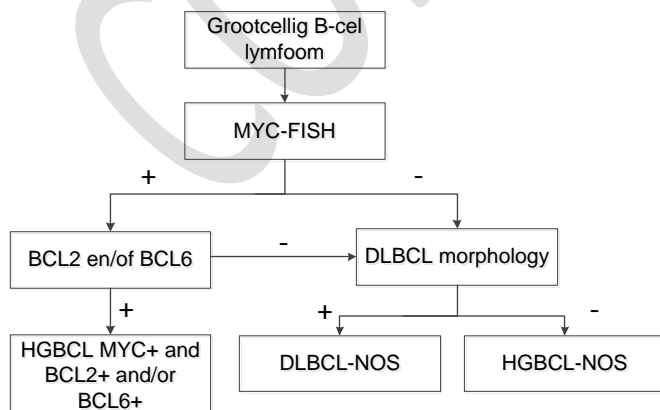 Grootcellig B-cel
lymfoom
MYC-FISH
+
-
BCL2 en/of BCL6
-
DLBCL morphology
+
+
-
HGBCL MYC+ and
BCL2+ and/or
BCL6+
DLBCL-NOS
HGBCL-NOS